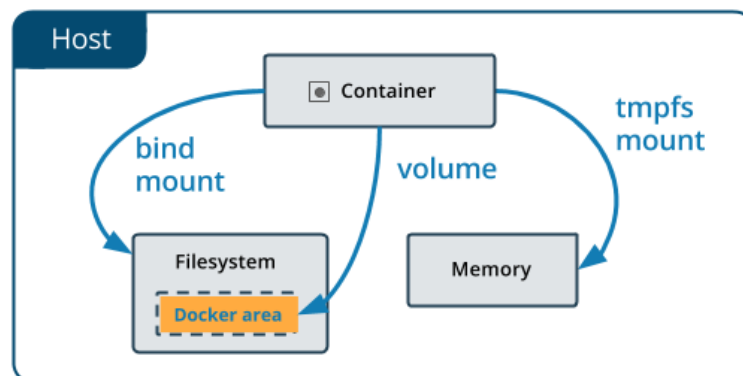 Host
Container
bind
mount
volume
tmpfs
mount
Filesystem
Docker area
Memory